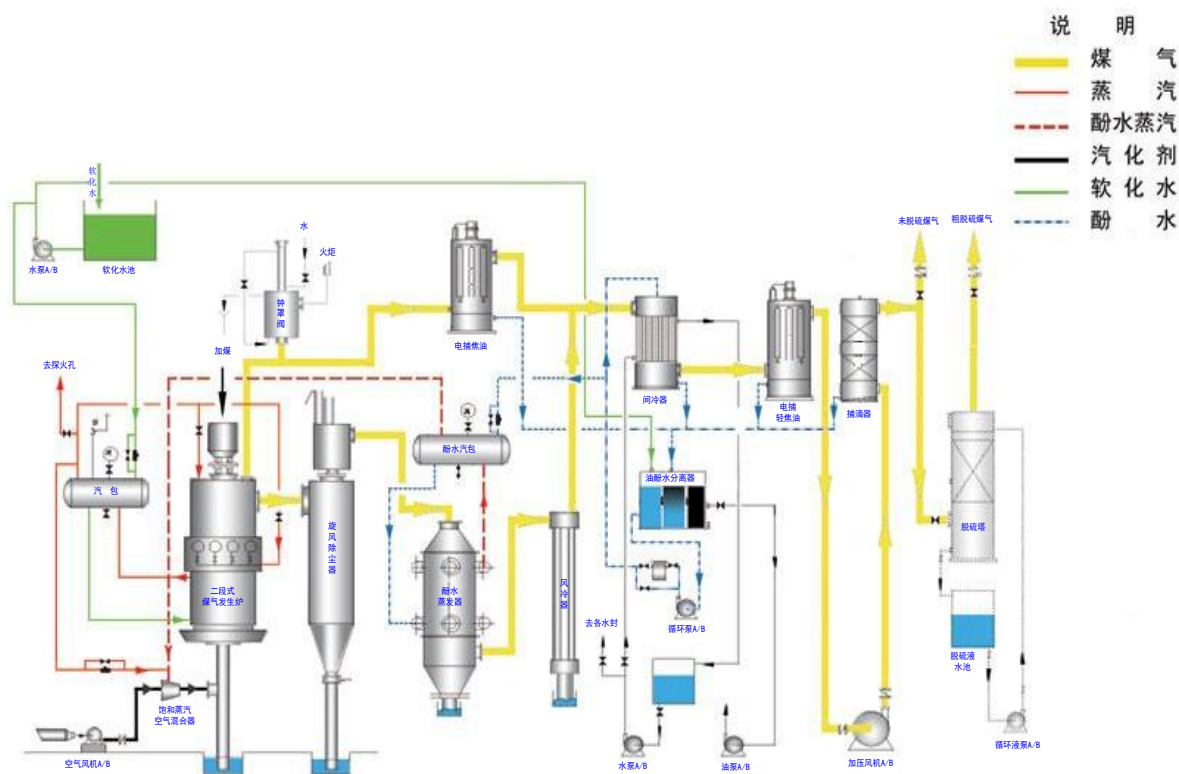 说 明
煤 气
蒸 汽
酚水蒸汽
汽 化 剂
软 化 水
酚 水
软
化
水
水泵A/B
软化水池
水
火炬
钟
罩
阀
加煤
去探火孔
汽 包
电捕焦油
酚水汽包
间冷器
电捕
轻焦油
捕滴器
未脱硫煤气
粗脱硫煤气
油酚水分离器
脱硫塔
旋
风
除
尘
器
二段式
煤气发生炉
酚水
蒸发器
风
冷
器
去各水封
循环泵A/B
脱硫液
水池
饱和蒸汽
空气混合器
空气风机A/B
水泵A/B
油泵A/B
加压风机A/B
循环液泵A/B